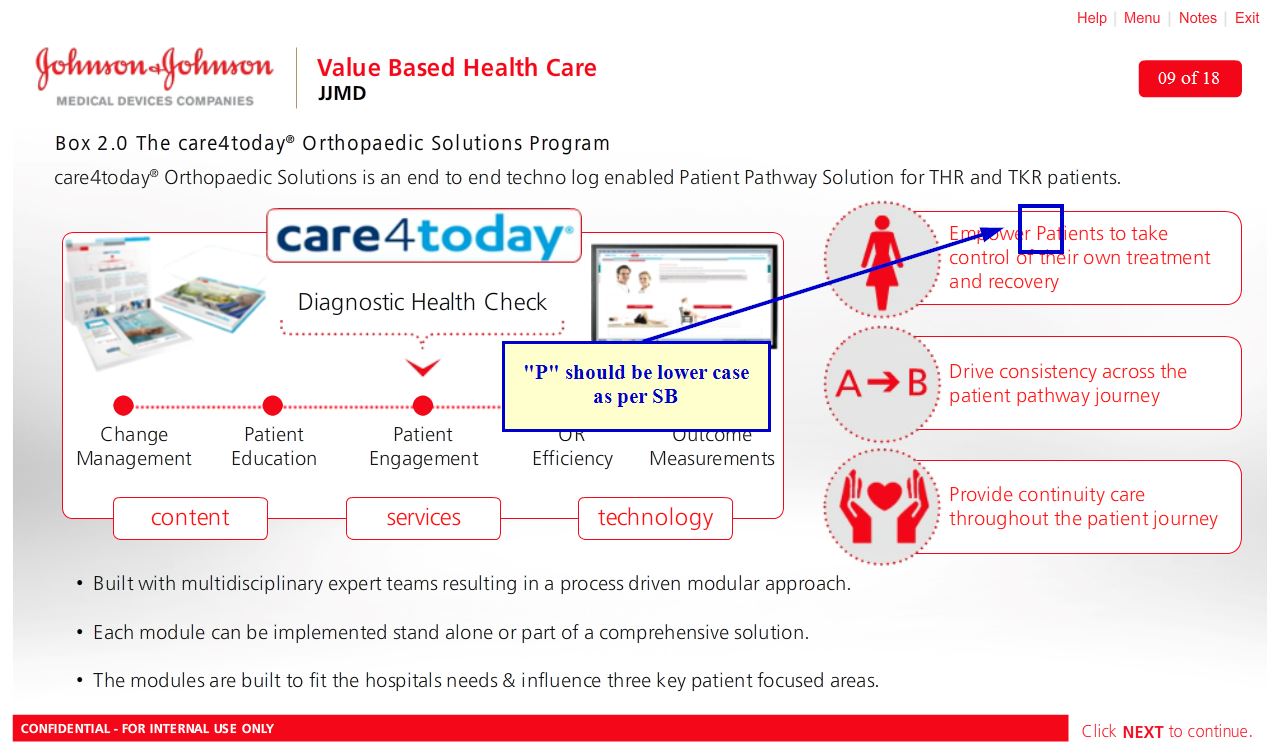 Help | Menu | Notes | Exit
Johnson & Johnson
MEDICAL DEVICES COMPANIES
Value Based Health Care
JJMD
09 of 18
Box 2.0 The care4today® Orthopaedic Solutions Program
care4today® Orthopaedic Solutions is an end to end techno log enabled Patient Pathway Solution for THR and TKR patients.
care4today®
Diagnostic Health Check
"P" should be lower case
as per SB
Change
Management
Patient
Education
Patient
Engagement
OR
Efficiency
Outcome
Measurements
content
services
technology
Empower Patients to take
control of their own treatment
and recovery
A → B
Drive consistency across the
patient pathway journey
Provide continuity care
throughout the patient journey
• Built with multidisciplinary expert teams resulting in a process driven modular approach.
• Each module can be implemented stand alone or part of a comprehensive solution.
• The modules are built to fit the hospitals needs & influence three key patient focused areas.
CONFIDENTIAL - FOR INTERNAL USE ONLY
Click NEXT to continue.